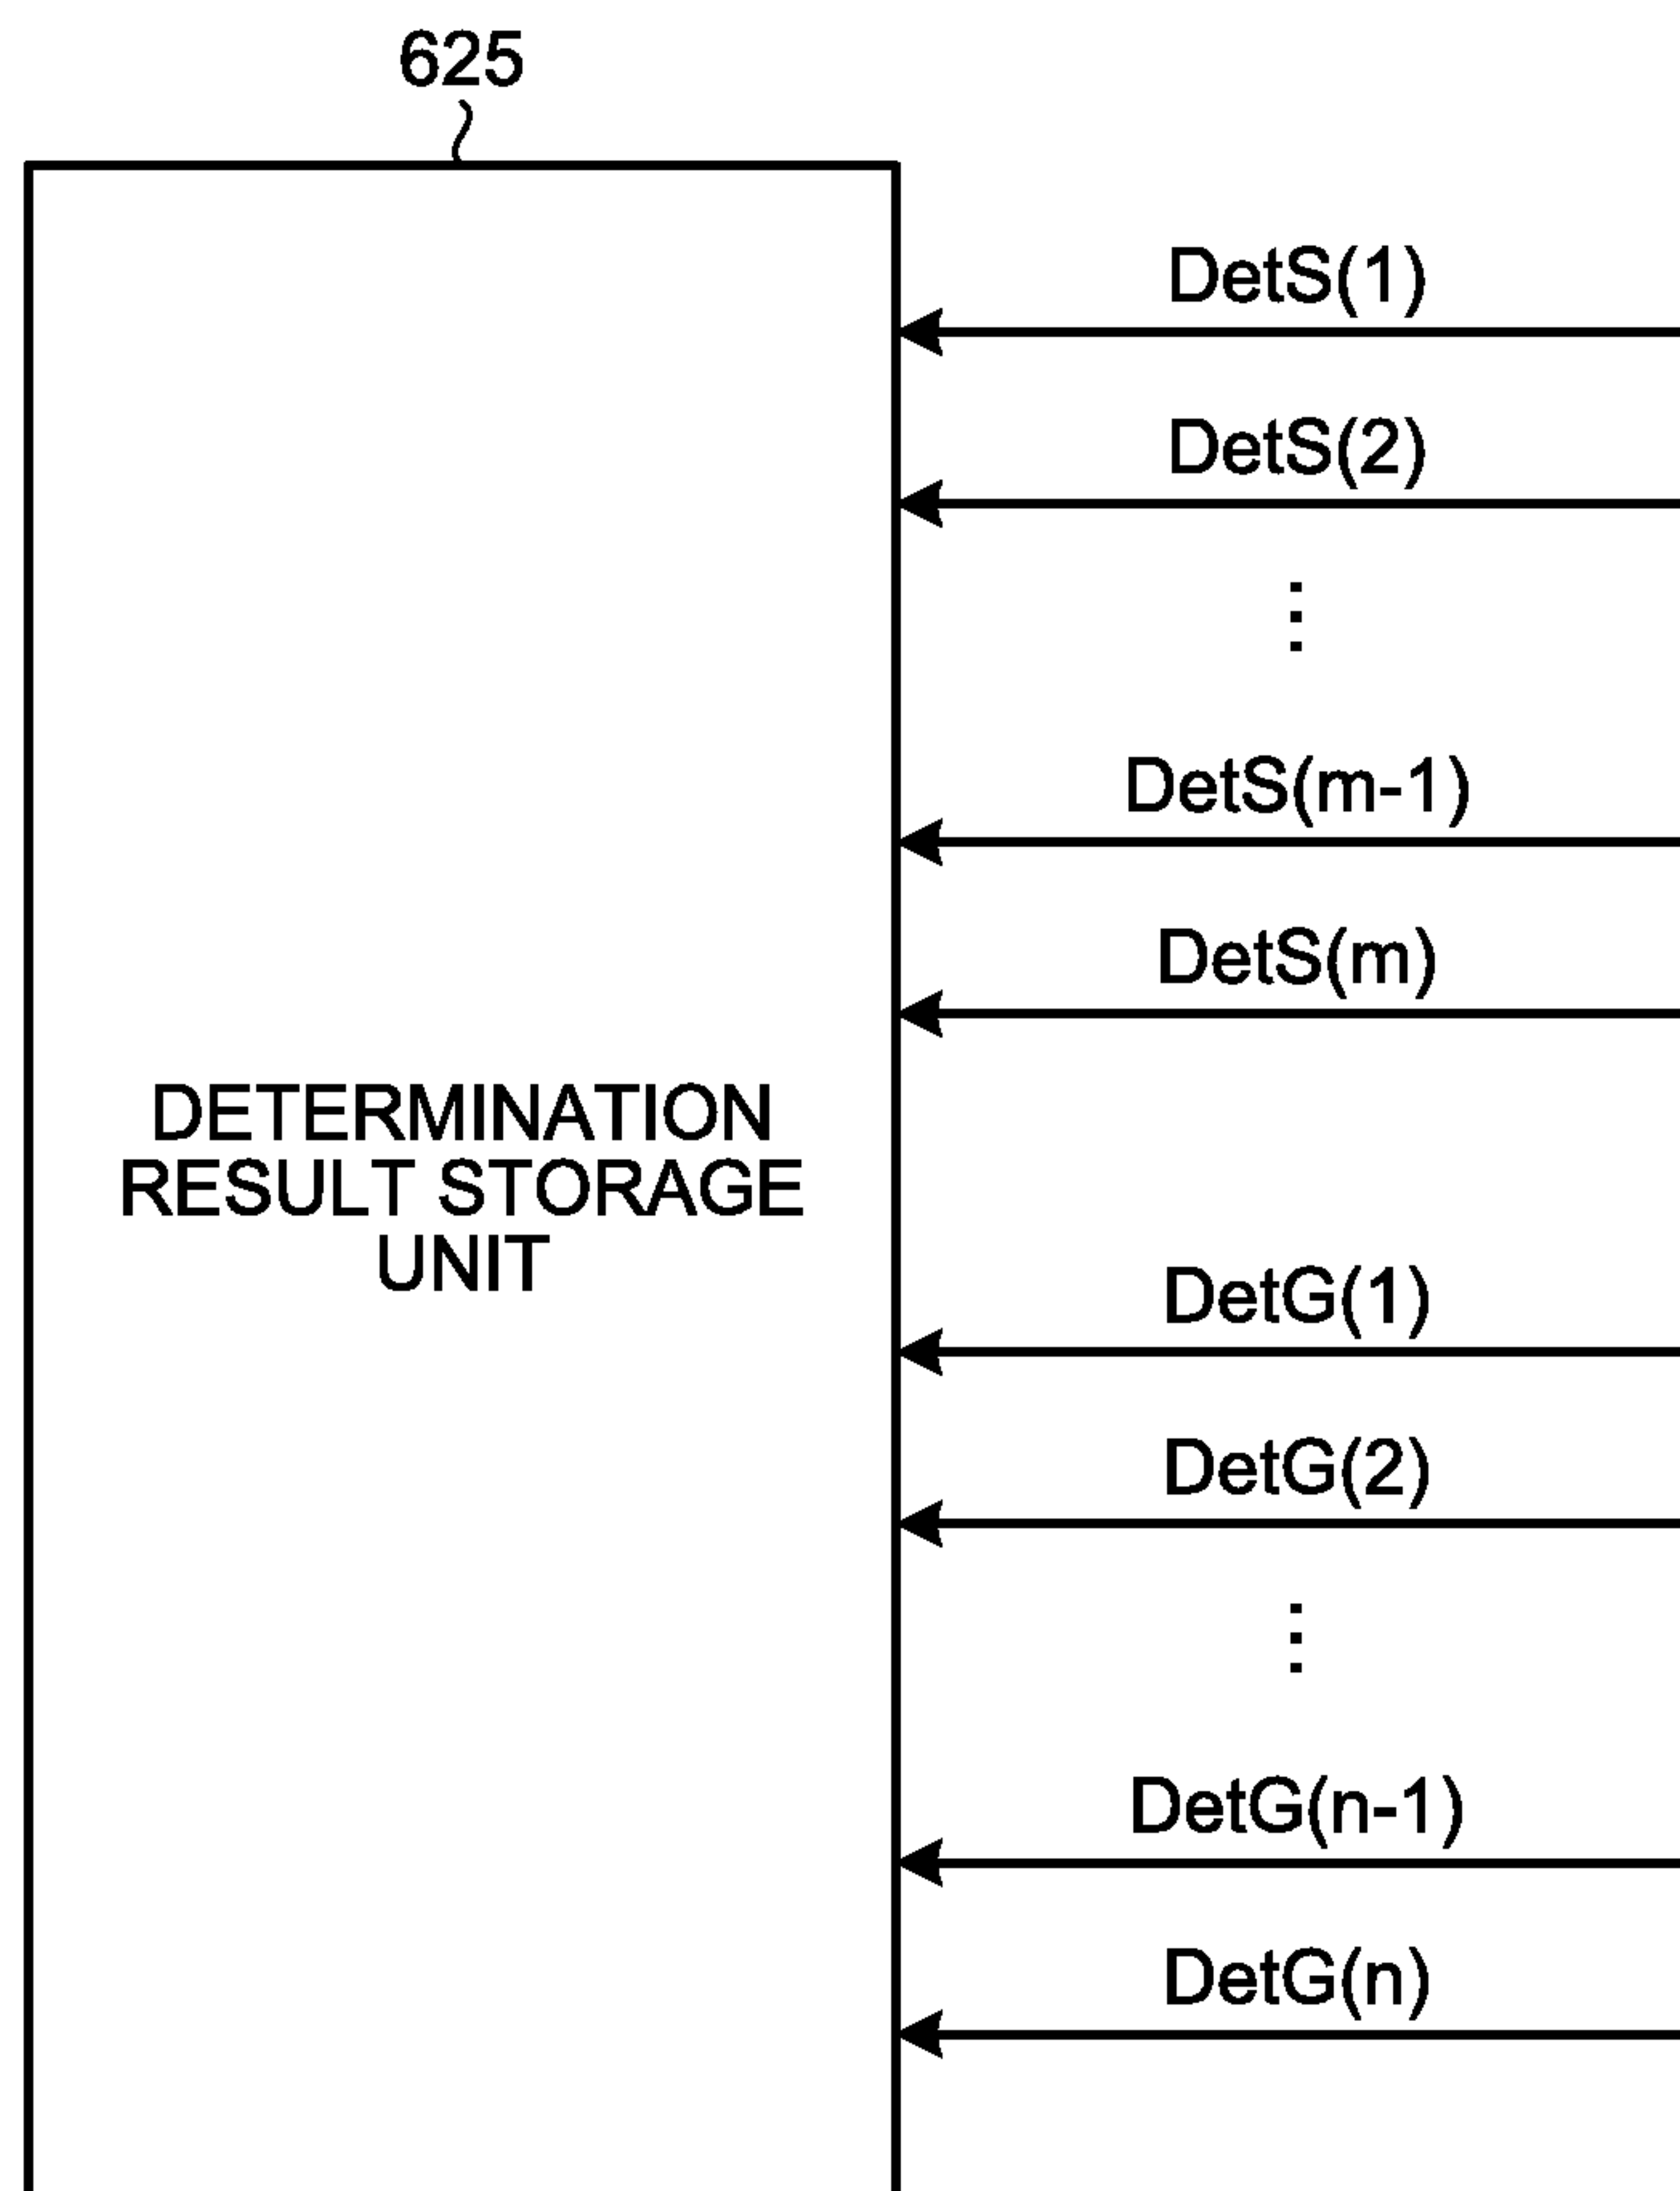 625
DetS(1)
DetS(2)
⋮
DetS(m-1)
DetS(m)
DETERMINATION
RESULT STORAGE
UNIT
DetG(1)
DetG(2)
⋮
DetG(n-1)
DetG(n)